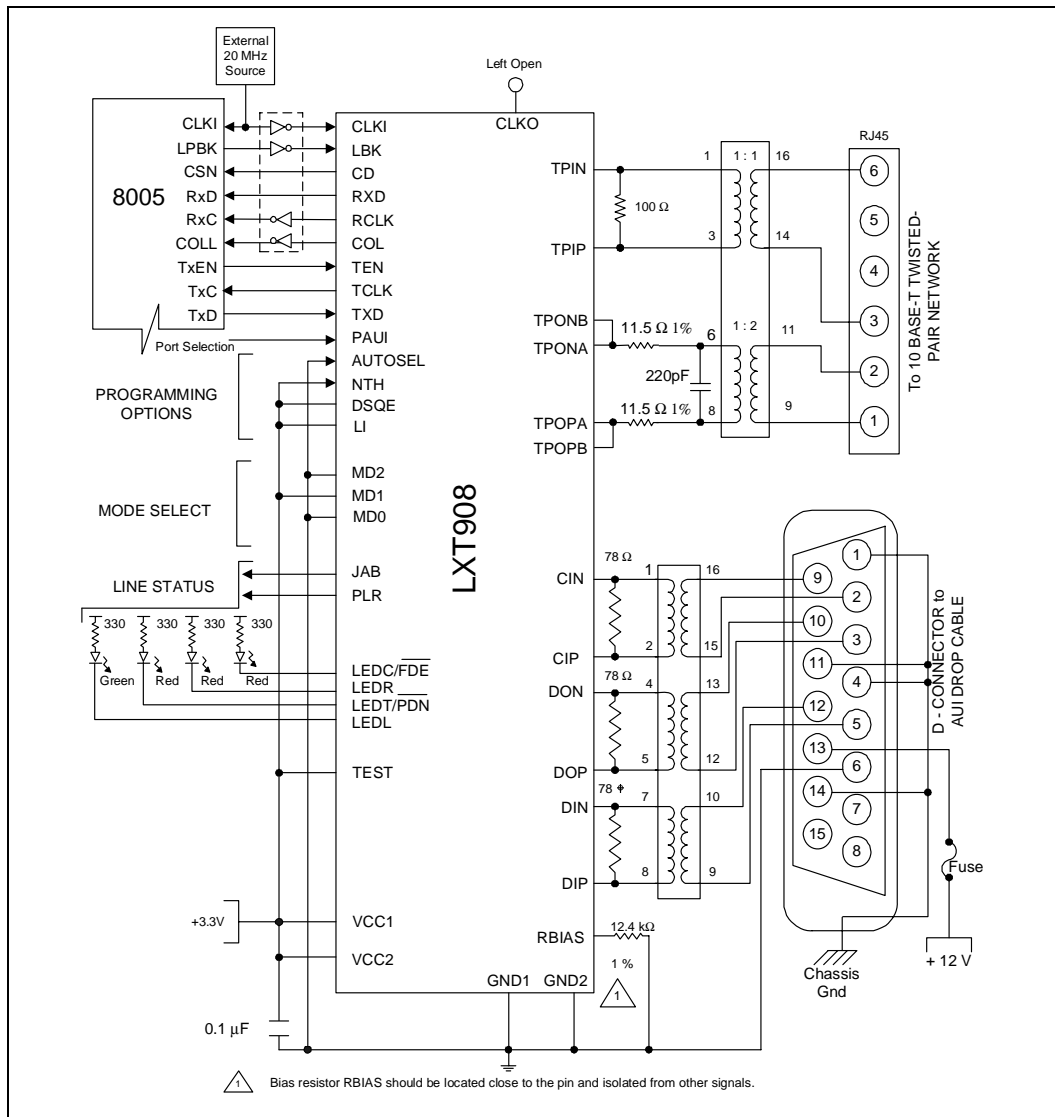 External
20 MHz
Source
Left Open
CLKO
8005
CLKI
LPBK
CSN
RxD
RxC
COLL
TxEN
TxC
TxD
Port Selection
PROGRAMMING
OPTIONS
MODE SELECT
LINE STATUS
330
330
330
330
Green
Red
Red
Red
+3.3V
0.1 µF
CLKI
LBK
CD
RXD
RCLK
COL
TEN
TCLK
TXD
PAUI
AUTOSEL
NTH
DSQE
LI
MD2
MD1
MD0
JAB
PLR
LEDC/FDE
LEDR
LEDT/PDN
LEDL
TEST
VCC1
VCC2
LXT908
GND1
GND2
TPIN
TPIP
TPONB
TPONA
TPOPA
TPOPB
CIN
CIP
DON
DOP
DIN
DIP
RBIAS
100 Ω
11.5 Ω 1%
220pF
11.5 Ω 1%
1
1 : 1
16
3
14
6
1 : 2
11
8
9
RJ45
6
5
4
3
2
1
To 10 BASE-T TWISTED-
PAIR NETWORK
78 Ω
1
16
2
15
78 Ω
4
13
5
12
78 ɸ
7
10
8
9
12.4 kΩ
1 %
1
9
10
11
12
13
14
15
1
2
3
4
5
6
7
8
D - CONNECTOR to
AUI DROP CABLE
Fuse
+ 12 V
Chassis
Gnd
1 Bias resistor RBIAS should be located close to the pin and isolated from other signals.